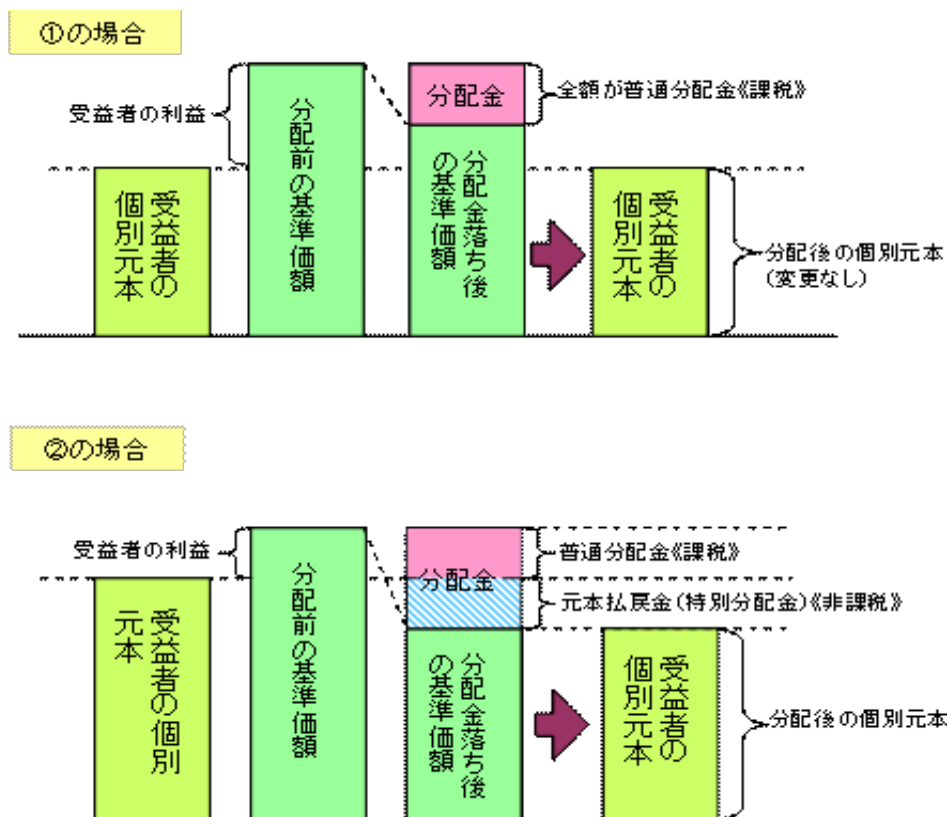 ①の場合
受益者の利益
分配前の基準価額
分配金
全額が普通分配金《課税》
受益者の
個別元本
分配金落ち後
の基準価額
受益者の
個別元本
分配後の個別元本
(変更なし)
②の場合
受益者の利益
分配前の基準価額
分配金
普通分配金《課税》
元本払戻金(特別分配金)《非課税》
受益者の個別
元本
分配金落ち後
の基準価額
受益者の
個別元本
分配後の個別元本